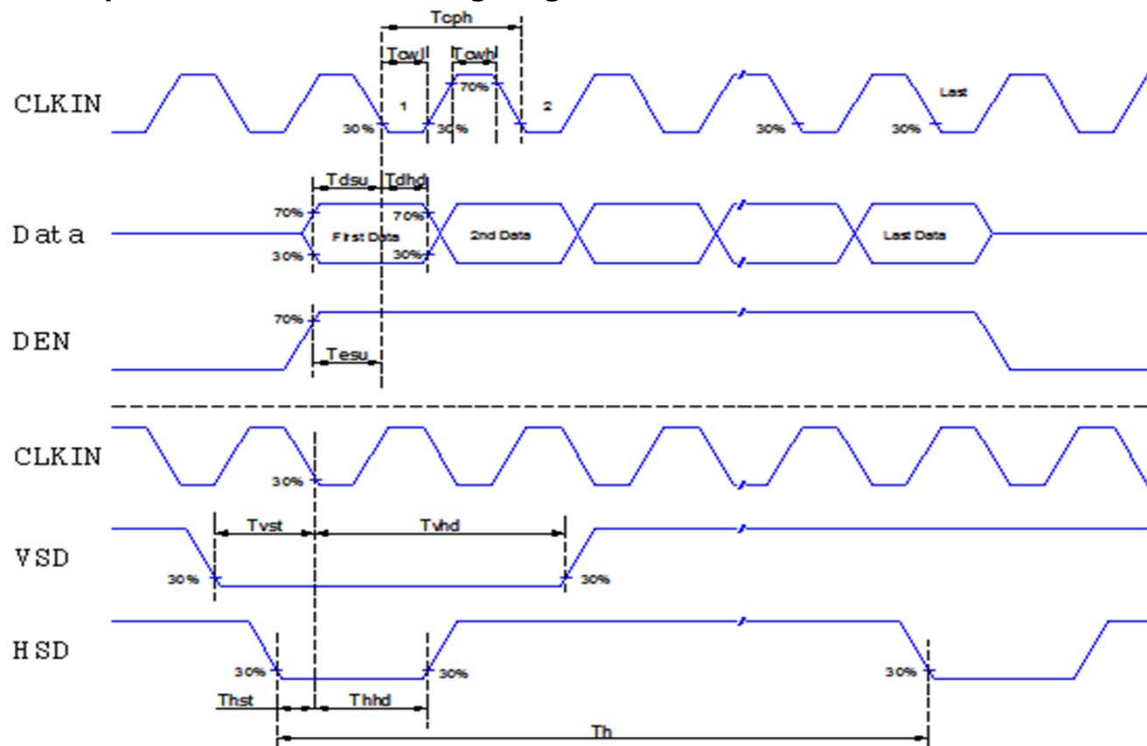 Tcph
Tcwl Tcwh
CLKIN 1 70% 2 Last
30% 30% 30% 30%
Tdsu Tdhd
70% 70%
Data First Data 2nd Data Last Data
30% 30%
70%
DEN
Tesu
CLKIN
30%
Tvst Tvhd
VSD
30% 30%
HSD
30% 30% 30%
Thst Thhd
Th